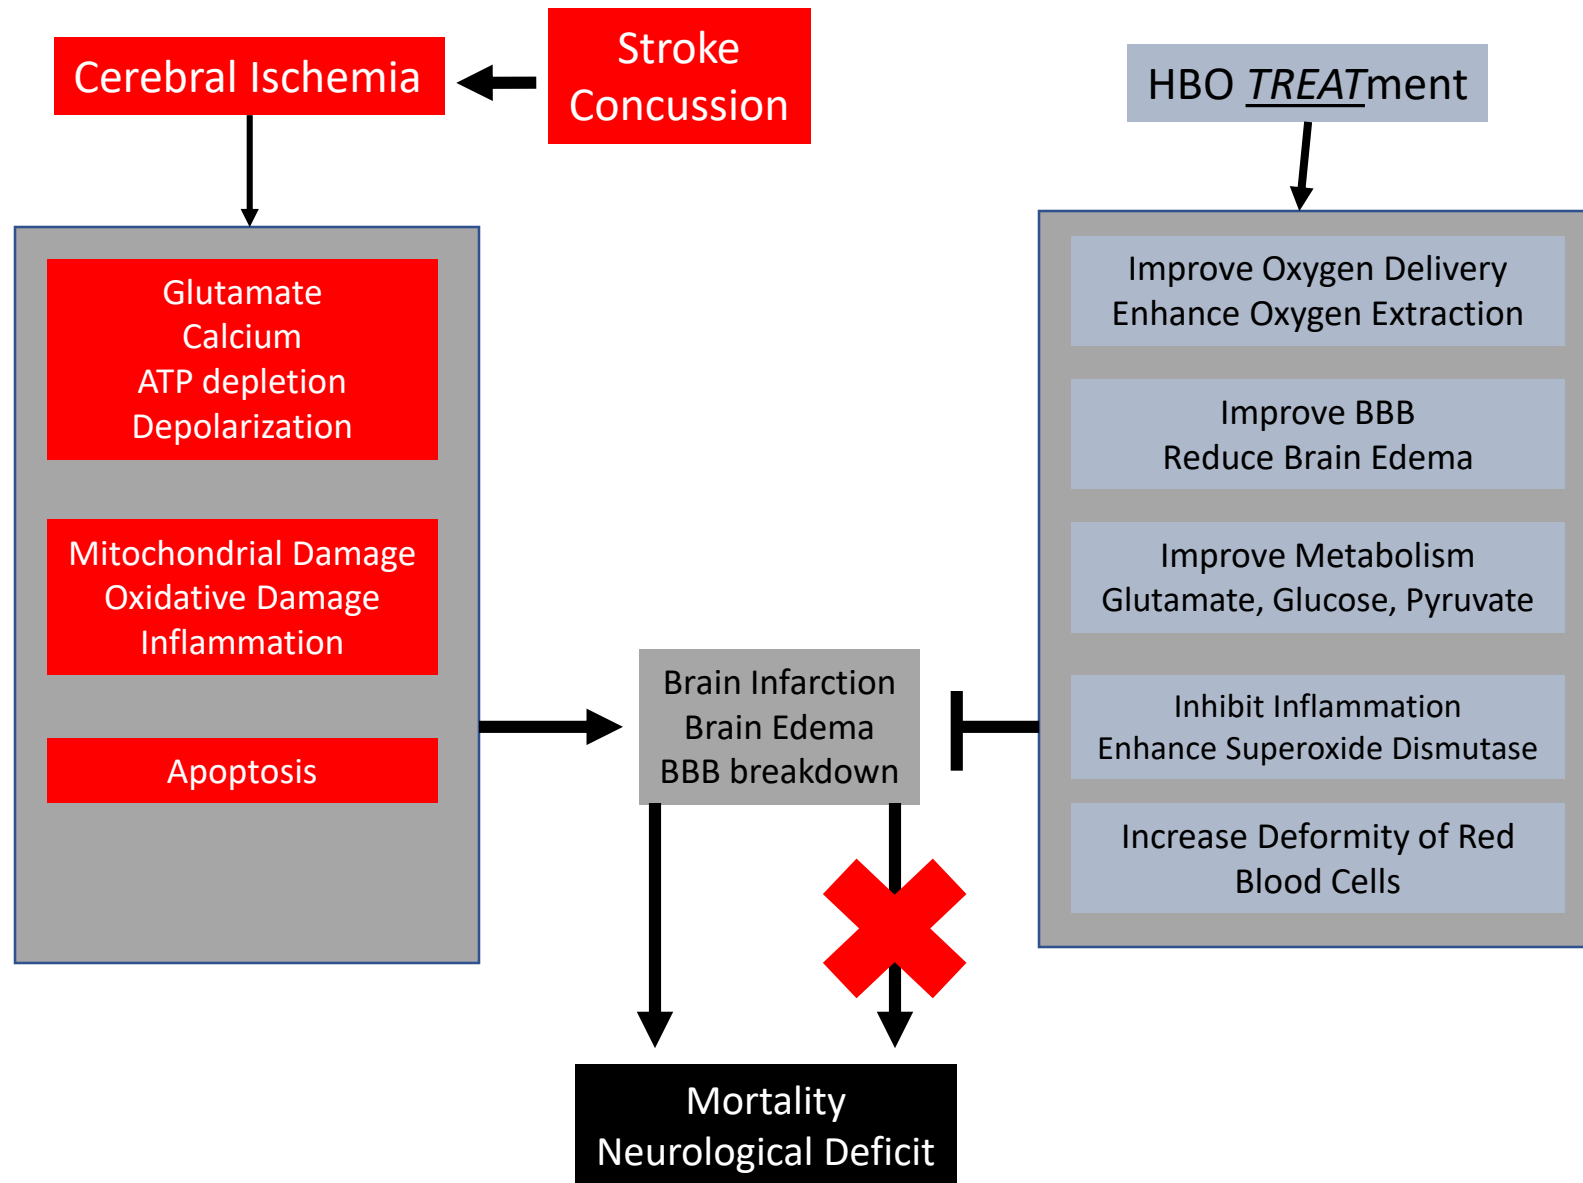 Cerebral Ischemia
Stroke
Concussion
HBO TREATment
Glutamate
Calcium
ATP depletion
Depolarization
Mitochondrial Damage
Oxidative Damage
Inflammation
Apoptosis
Brain Infarction
Brain Edema
BBB breakdown
Improve Oxygen Delivery
Enhance Oxygen Extraction
Improve BBB
Reduce Brain Edema
Improve Metabolism
Glutamate, Glucose, Pyruvate
Inhibit Inflammation
Enhance Superoxide Dismutase
Increase Deformity of Red
Blood Cells
Mortality
Neurological Deficit